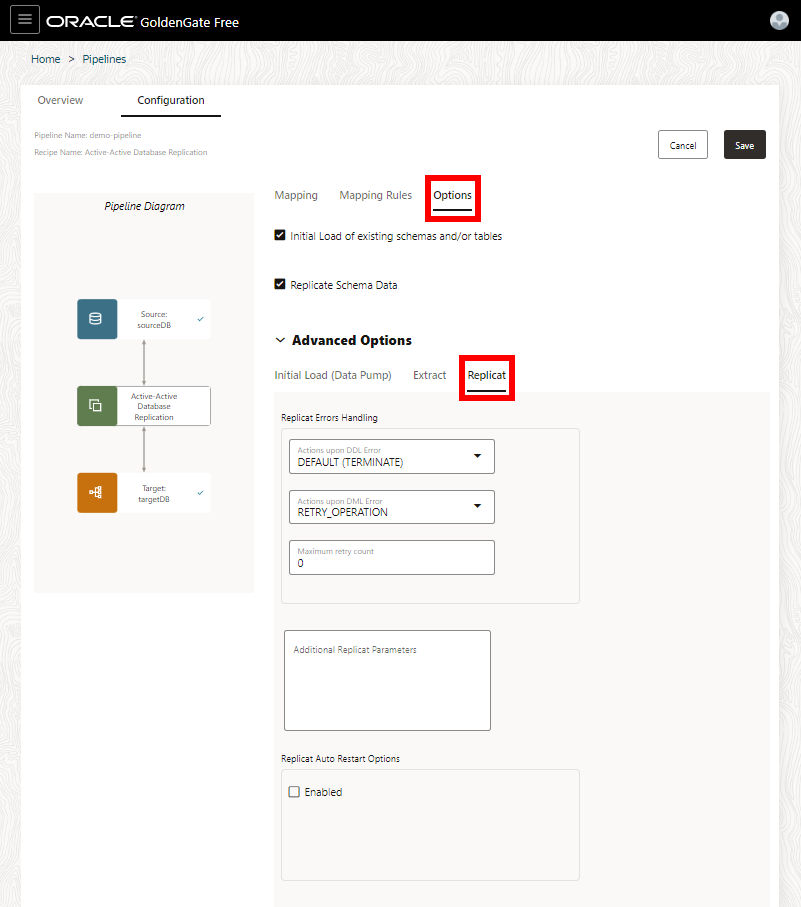 ORACLE GoldenGate Free
Home > Pipelines
Overview Configuration
Pipeline Name: demo-pipeline
Recipe Name: Active-Active Database Replication
Cancel Save
Pipeline Diagram
Source:
sourceDB
Active-Active
Database
Replication
Target:
targetDB
Mapping Mapping Rules Options
Initial Load of existing schemas and/or tables
Replicate Schema Data
Advanced Options
Initial Load (Data Pump) Extract Replicat
Replicat Errors Handling
Actions upon DDL Error
DEFAULT (TERMINATE)
Actions upon DML Error
RETRY_OPERATION
Maximum retry count
0
Additional Replicat Parameters
Replicat Auto Restart Options
Enabled